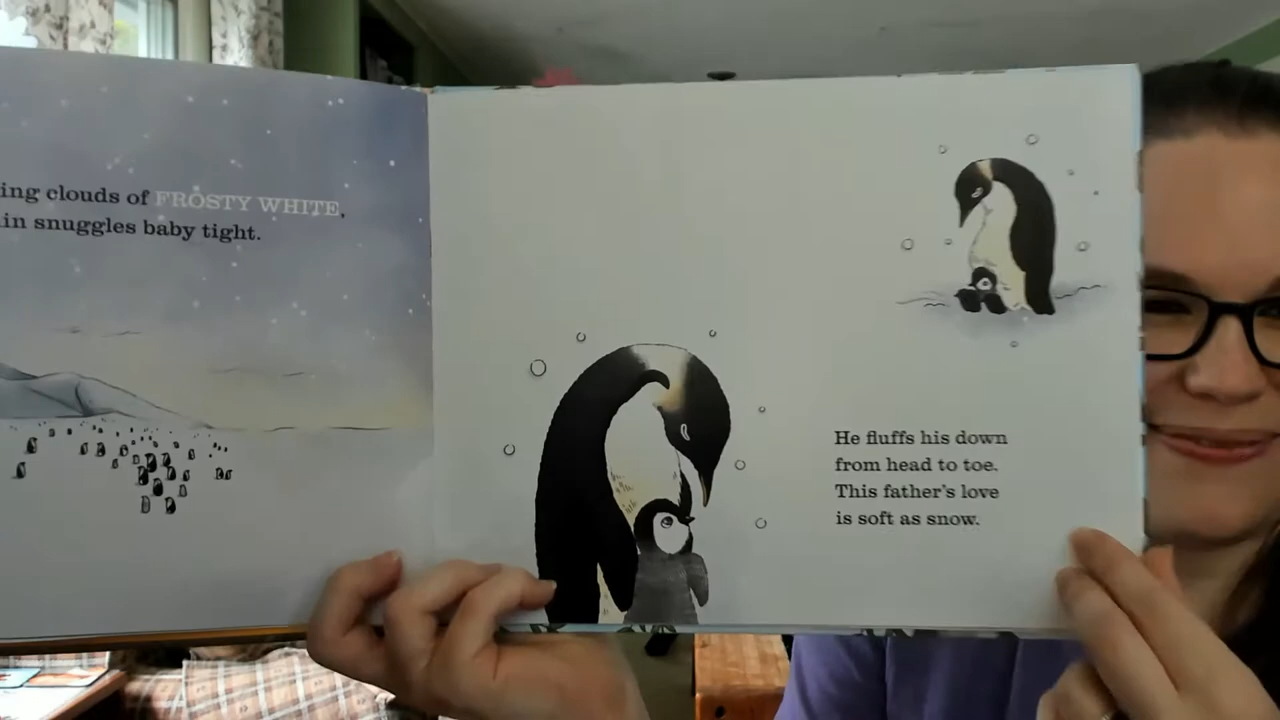 ing clouds of FROSTY WHITE,
in snuggles baby tight.
He fluffs his down
from head to toe.
This father's love
is soft as snow.